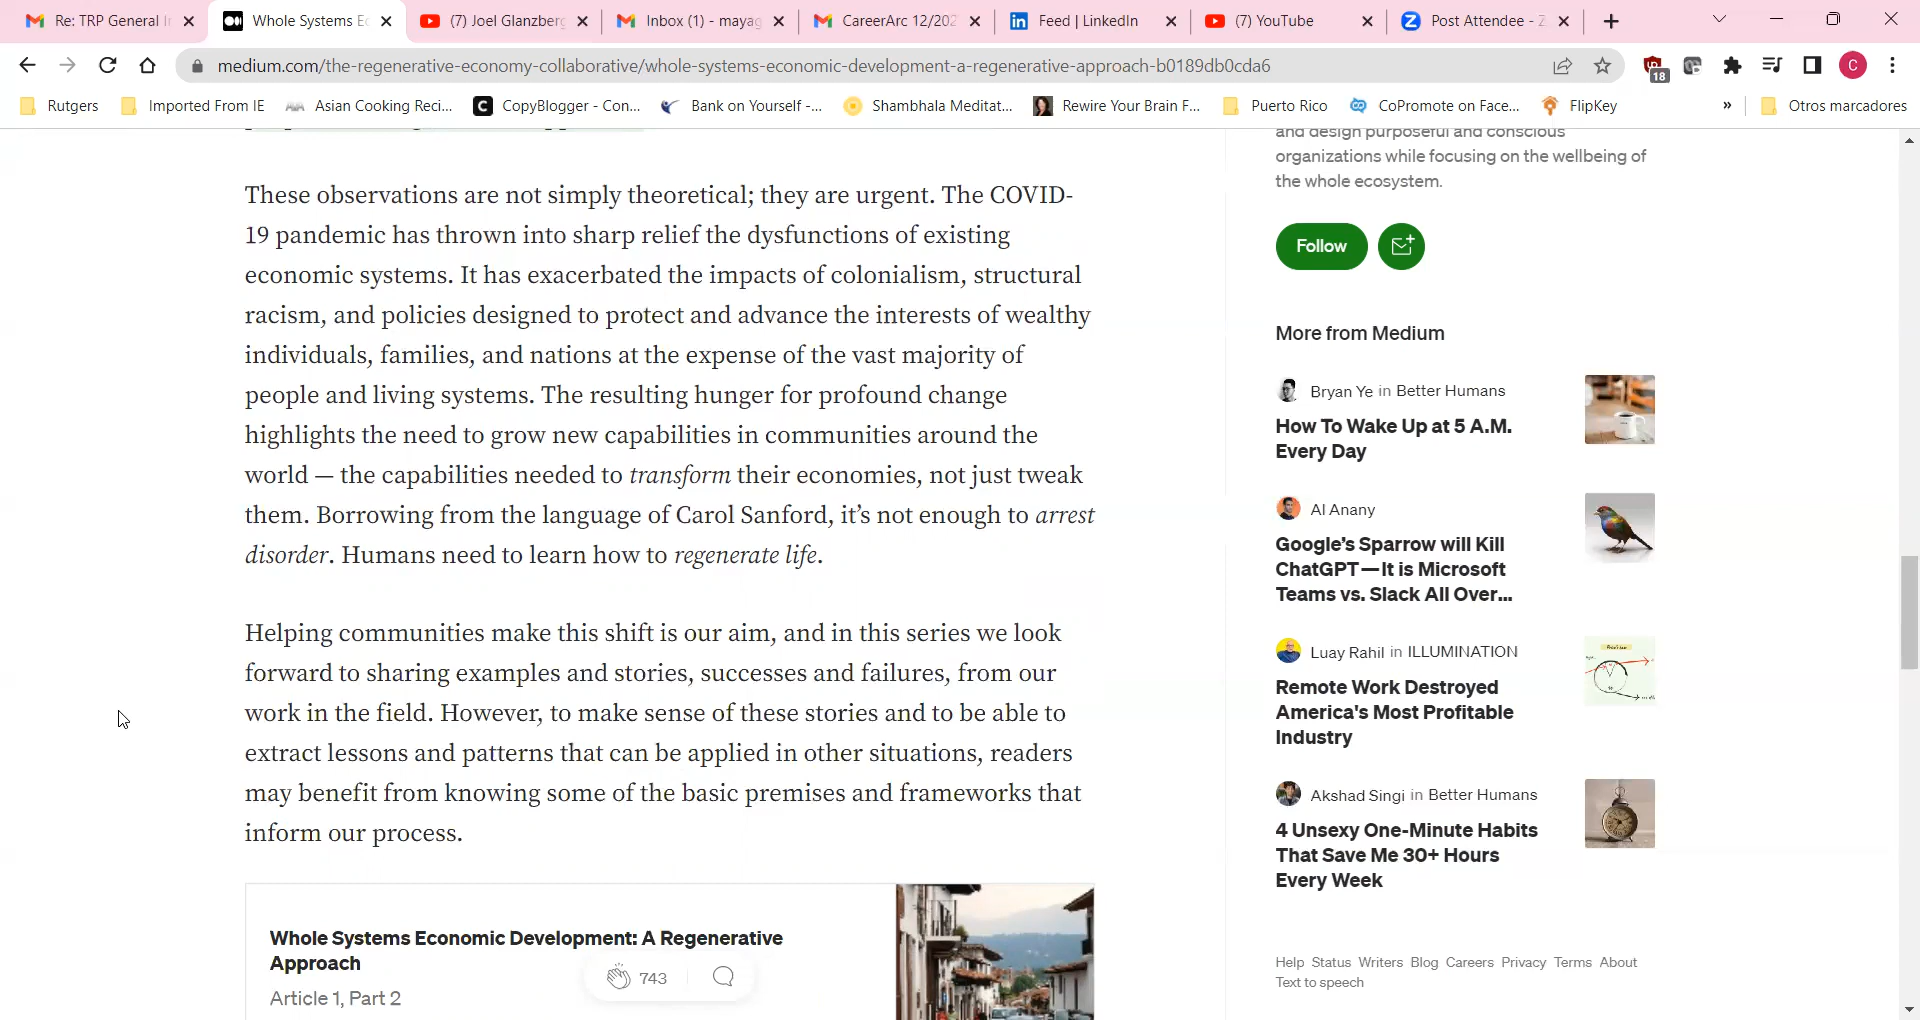 Re: TRP General I
Whole Systems Ec
(7) Joel Glanzberg
Inbox (1) - mayag
CareerArc 12/202
Feed | LinkedIn
(7) YouTube
Post Attendee - Z
medium.com/the-regenerative-economy-collaborative/whole-systems-economic-development-a-regenerative-approach-b0189db0cda6
18
C
Rutgers
Imported From IE
Asian Cooking Reci...
CopyBlogger - Con...
Bank on Yourself -...
Shambhala Meditat...
Rewire Your Brain F...
Puerto Rico
CoPromote on Face...
FlipKey
»
Otros marcadores
These observations are not simply theoretical; they are urgent. The COVID-
19 pandemic has thrown into sharp relief the dysfunctions of existing
economic systems. It has exacerbated the impacts of colonialism, structural
racism, and policies designed to protect and advance the interests of wealthy
individuals, families, and nations at the expense of the vast majority of
people and living systems. The resulting hunger for profound change
highlights the need to grow new capabilities in communities around the
world — the capabilities needed to transform their economies, not just tweak
them. Borrowing from the language of Carol Sanford, it’s not enough to arrest
disorder. Humans need to learn how to regenerate life.
Helping communities make this shift is our aim, and in this series we look
forward to sharing examples and stories, successes and failures, from our
work in the field. However, to make sense of these stories and to be able to
extract lessons and patterns that can be applied in other situations, readers
may benefit from knowing some of the basic premises and frameworks that
inform our process.
Whole Systems Economic Development: A Regenerative
Approach
Article 1, Part 2
743
and design purposeful and conscious
organizations while focusing on the wellbeing of
the whole ecosystem.
Follow
More from Medium
Bryan Ye in Better Humans
How To Wake Up at 5 A.M.
Every Day
Al Anany
Google’s Sparrow will Kill
ChatGPT — It is Microsoft
Teams vs. Slack All Over...
Luay Rahil in ILLUMINATION
Remote Work Destroyed
America's Most Profitable
Industry
Akshad Singi in Better Humans
4 Unsexy One-Minute Habits
That Save Me 30+ Hours
Every Week
Help Status Writers Blog Careers Privacy Terms About
Text to speech